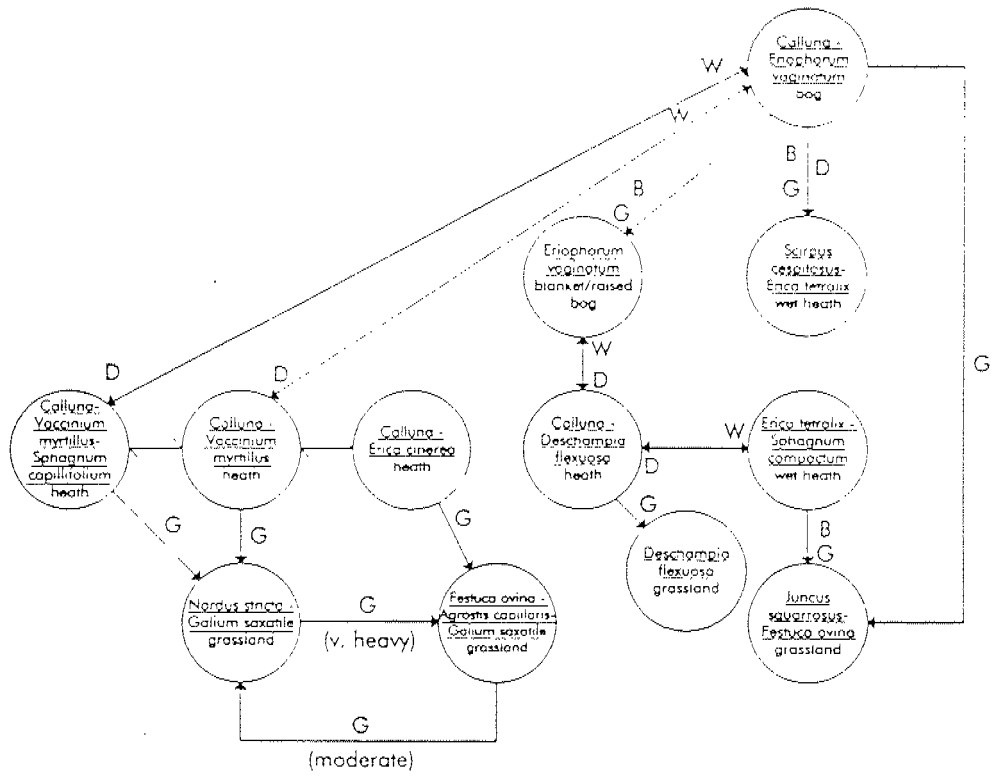 Calluna -
Eriophorum
vaginatum
bog
W
W
B
D
G
B
G
Eriophorum
vaginatum
blanket/raised
bog
Scirpus
cespitosus-
Erica tetralix
wet heath
W
D
G
D
D
Calluna-
Vaccinium
myrtillus-
Sphagnum
capillifolium
heath
Calluna -
Vaccinium
myrtillus
heath
Calluna -
Erica cinerea
heath
Calluna -
Deschampia
flexuosa
heath
W
D
Erica tetralix -
Sphagnum
compactum
wet heath
G
G
G
G
B
G
Deschampia
flexuosa
grassland
Nardus stricta -
Galium saxatile
grassland
G
(v. heavy)
Festuca ovina -
Agrostis capillaris-
Galium saxatile
grassland
Juncus
squarrosus-
Festuca ovina
grassland
G
(moderate)